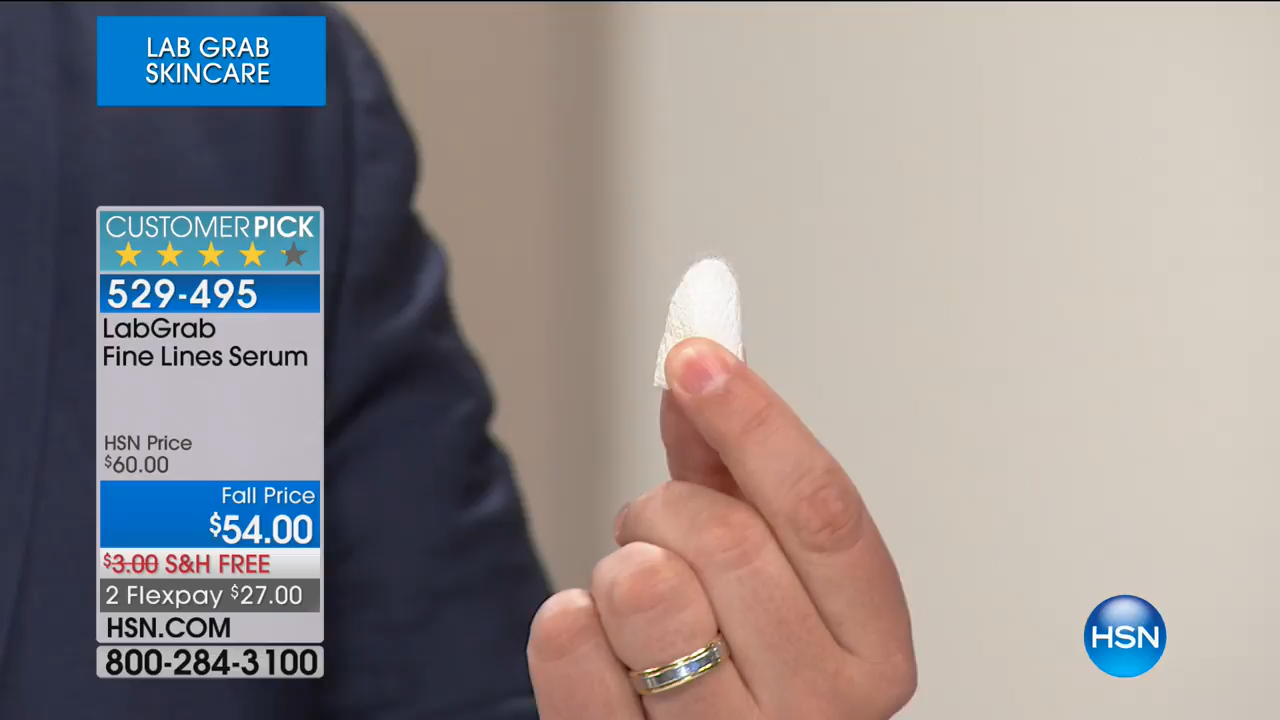 LAB GRAB
SKINCARE
CUSTOMERPICK
529-495
LabGrab
Fine Lines Serum
HSN Price
$60.00
Fall Price
$54.00
$3.00 S&H FREE
2 Flexpay $27.00
HSN.COM
800-284-3100
HSN